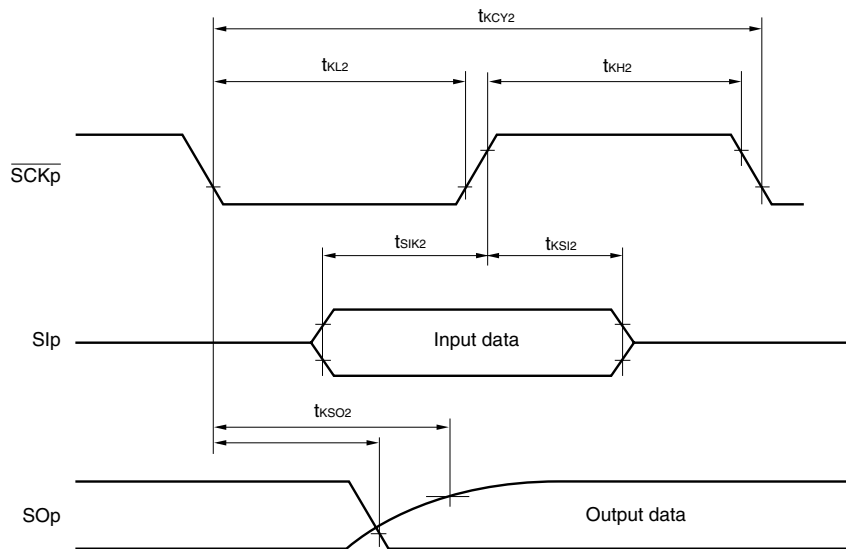 tKCY2
tKL2
tKH2
SCKp
tSIK2
tKSI2
SIp
Input data
tKSO2
SOp
Output data